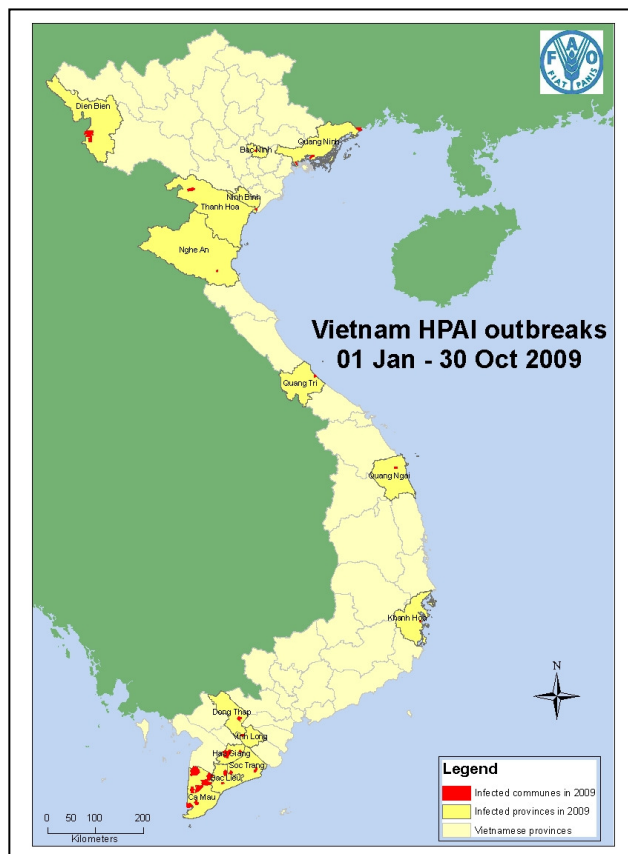 F A O
FIAT PANIS
Dien Bien
Quang Ninh
Bac Ninh
Ninh Binh
Thanh Hoa
Nghe An
Vietnam HPAI outbreaks
01 Jan - 30 Oct 2009
Quang Tri
Quang Ngai
Khanh Hoa
N
Dong Thap
Vinh Long
Hau Giang
Soc Trang
Bac Lieu
Ca Mau
Legend
Infected communes in 2009
Infected provinces in 2009
Vietnamese provinces
0 50 100 200
Kilometers